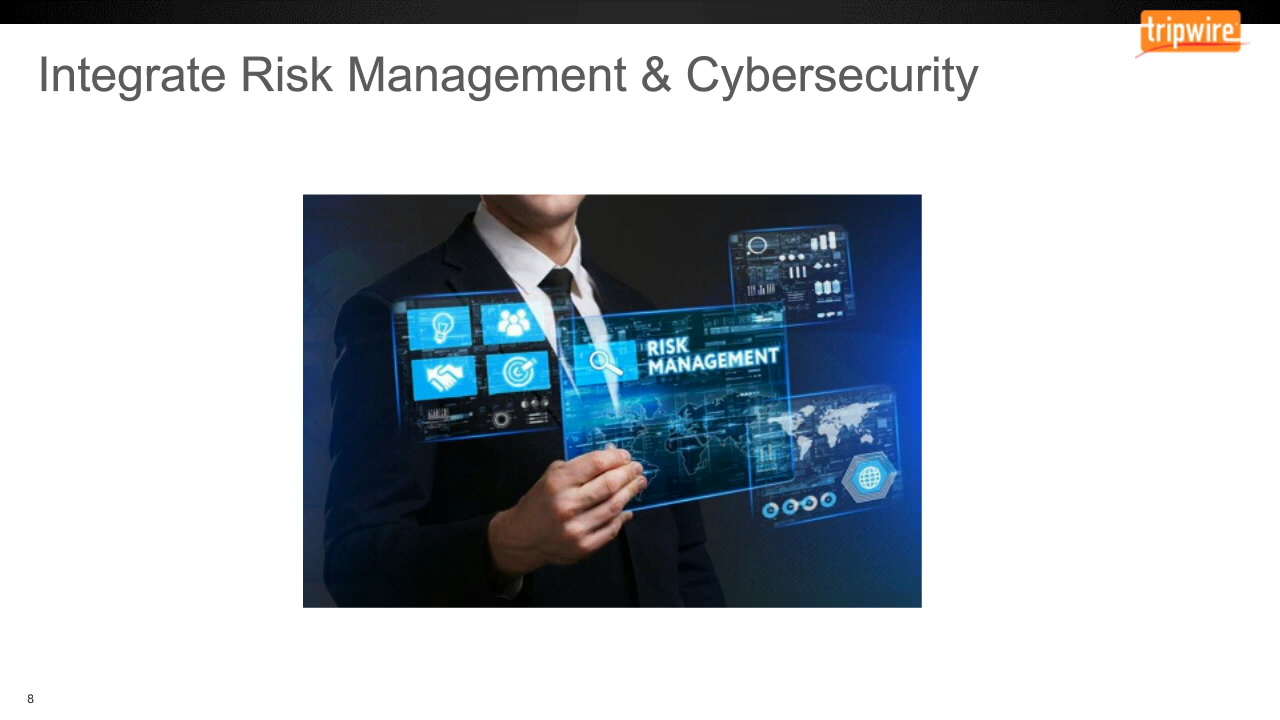 tripwire
Integrate Risk Management & Cybersecurity
RISK
MANAGEMENT
8